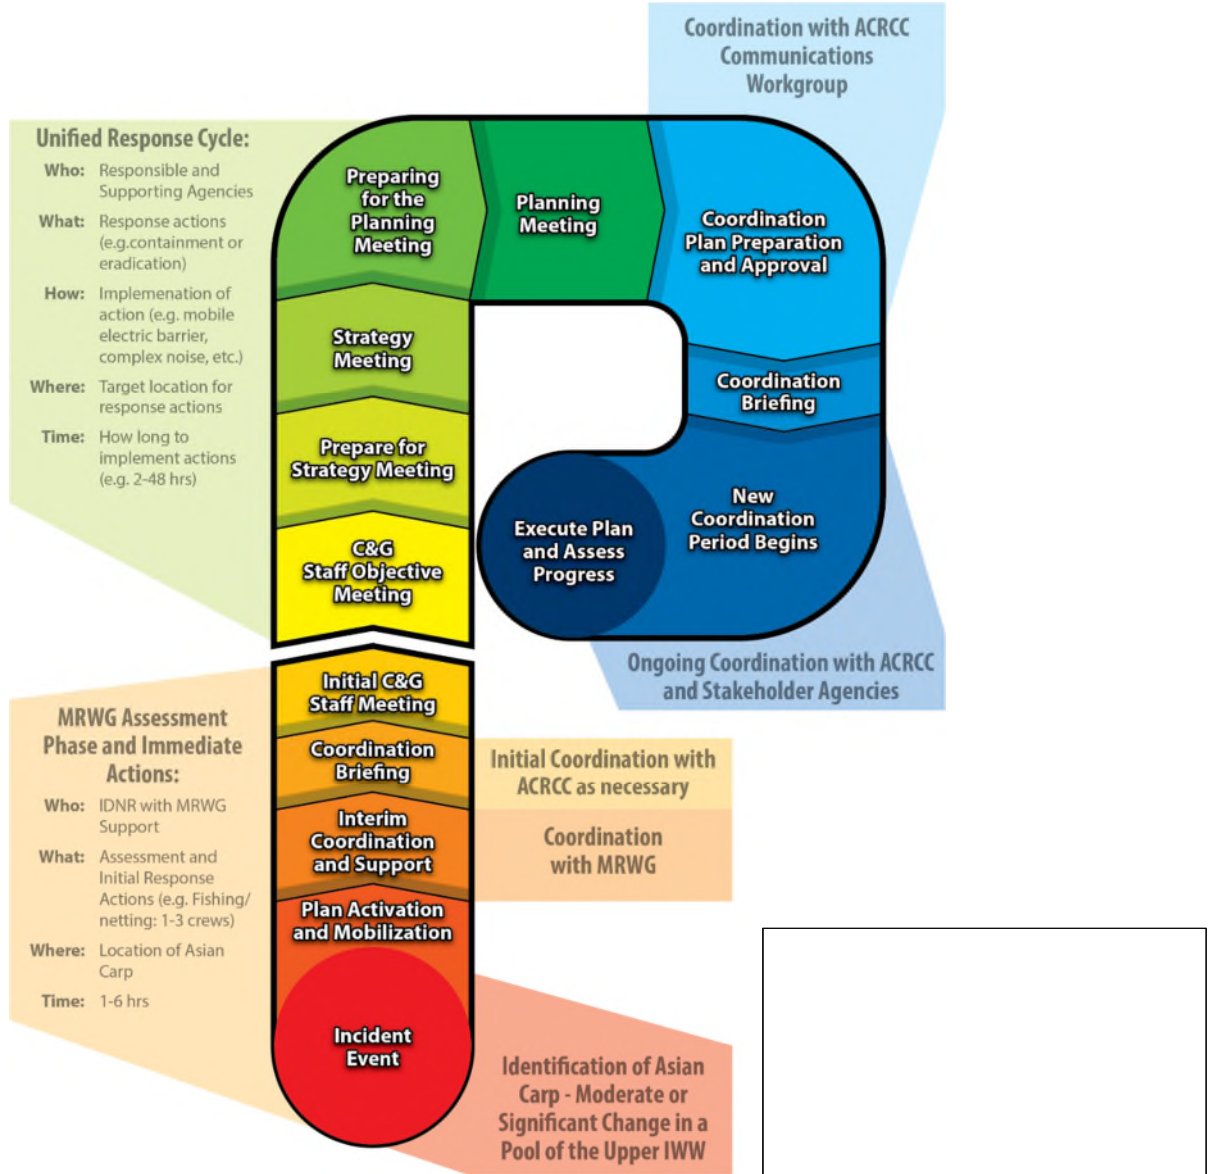 Coordination with ACRCC
Communications
Workgroup
Unified Response Cycle:
Who: Responsible and
Supporting Agencies
What: Response actions
(e.g.containment or
eradication)
How: Implemenation of
action (e.g. mobile
electric barrier,
complex noise, etc.)
Where: Target location for
response actions
Time: How long to
implement actions
(e.g. 2-48 hrs)
Preparing
for the
Planning
Meeting
Planning
Meeting
Coordination
Plan Preparation
and Approval
Strategy
Meeting
Coordination
Briefing
Prepare for
Strategy Meeting
New
Coordination
Period Begins
Execute Plan
and Assess
Progress
C&G
Staff Objective
Meeting
Ongoing Coordination with ACRCC
and Stakeholder Agencies
Initial C&G
Staff Meeting
MRWG Assessment
Phase and Immediate
Actions:
Who: IDNR with MRWG
Support
What: Assessment and
Initial Response
Actions (e.g. Fishing/
netting: 1-3 crews)
Where: Location of Asian
Carp
Time: 1-6 hrs
Coordination
Briefing
Initial Coordination with
ACRCC as necessary
Interim
Coordination
and Support
Coordination
with MRWG
Plan Activation
and Mobilization
Incident
Event
Identification of Asian
Carp - Moderate or
Significant Change in a
Pool of the Upper IWW